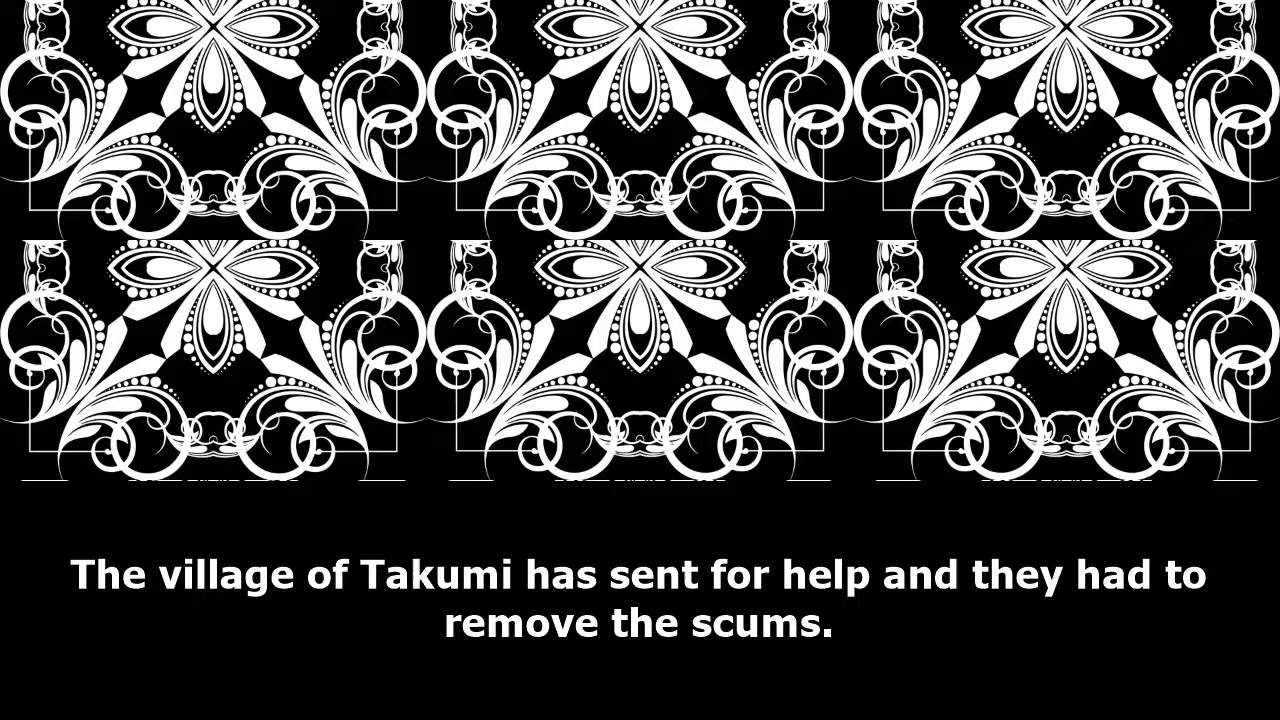 The village of Takumi has sent for help and they had to
remove the scums.